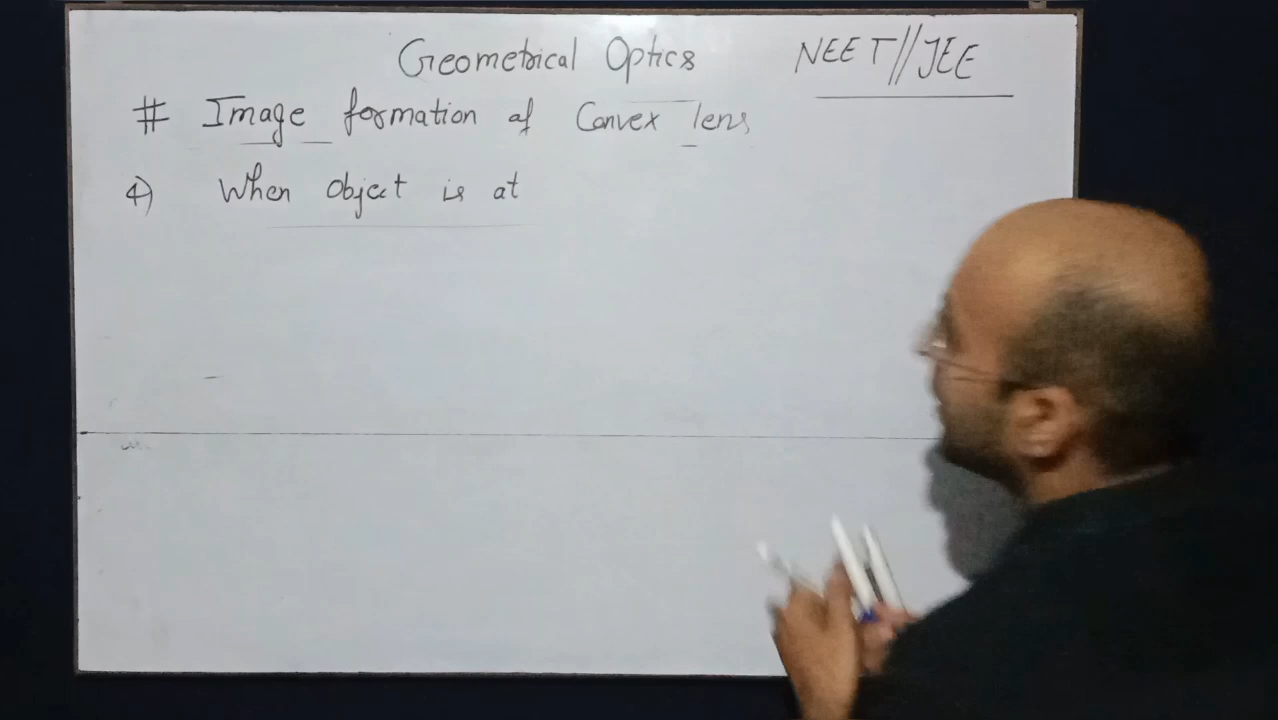 Geometrical Optics NEET//JEE
# Image formation of Convex lens
4) When Object is at